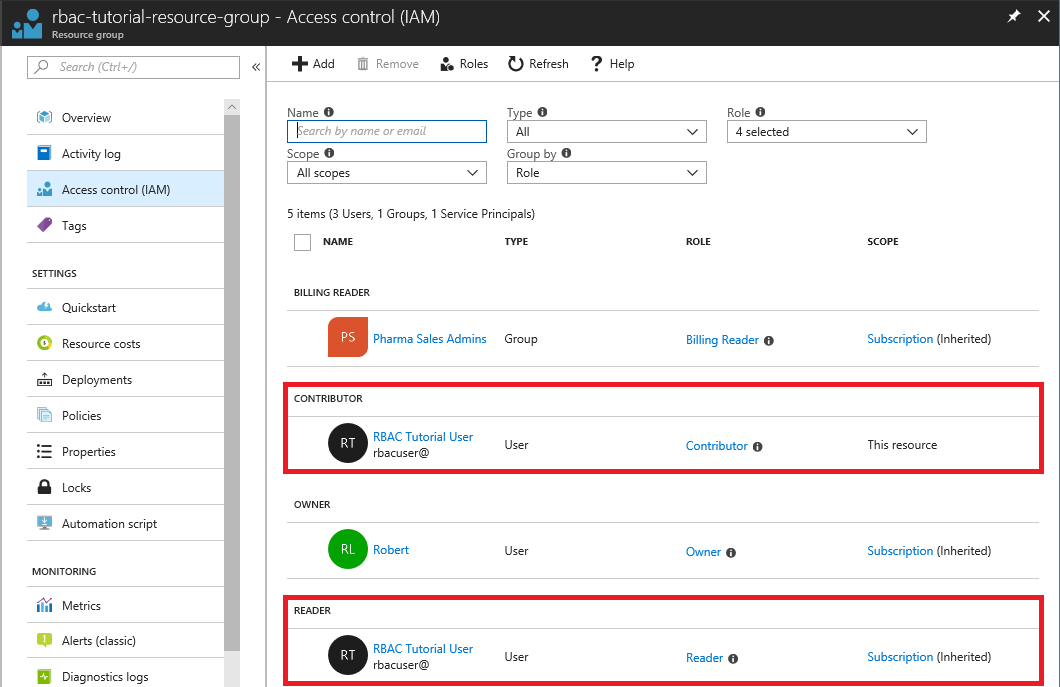 rbac-tutorial-resource-group - Access control (IAM)
Resource group
Search (Ctrl+/)
«
Overview
Activity log
Access control (IAM)
Tags
SETTINGS
Quickstart
Resource costs
Deployments
Policies
Properties
Locks
Automation script
MONITORING
Metrics
Alerts (classic)
Diagnostics logs
Add Remove Roles Refresh ? Help
Name Type Role
Search by name or email All 4 selected
Scope Group by
All scopes Role
5 items (3 Users, 1 Groups, 1 Service Principals)
NAME TYPE ROLE SCOPE
BILLING READER
PS Pharma Sales Admins Group Billing Reader Subscription (Inherited)
CONTRIBUTOR
RT RBAC Tutorial User User Contributor This resource
rbacuser@
OWNER
RL Robert User Owner Subscription (Inherited)
READER
RT RBAC Tutorial User User Reader Subscription (Inherited)
rbacuser@